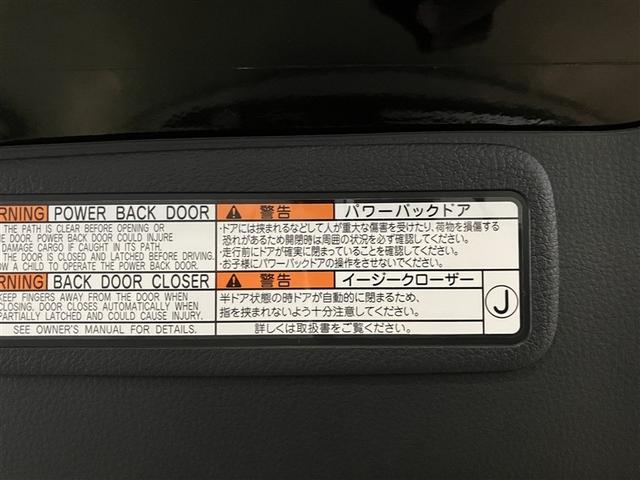 RNING POWER BACK DOOR
THE PATH IS CLEAR BEFORE OPENING OR
E DOOR. POWER BACK DOOR COULD INJURE
DAMAGE CARGO IF CAUGHT IN ITS PATH.
THE DOOR IS CLOSED AND LATCHED BEFORE DRIVING.
OW A CHILD TO OPERATE THE POWER BACK DOOR.
RNING BACK DOOR CLOSER
KEEP FINGERS AWAY FROM THE DOOR WHEN
CLOSING. DOOR CLOSES AUTOMATICALLY WHEN
PARTIALLY LATCHED AND COULD CAUSE INJURY.
SEE OWNER'S MANUAL FOR DETAILS.
警告 パワーバックドア
・ドアには挟まれるなどして人が重大な傷害を受けたり、荷物を損傷する
恐れがあるため開閉時は周囲の状況を必ず確認してください。
・走行前にドアが確実に閉まっていることを確認してください。
・お子様にパワーバックドアの操作をさせないでください。
警告 イージークローザー
半ドア状態の時ドアが自動的に閉まるため、
指を挟まれないよう十分注意してください。
詳しくは取扱書をご覧ください。
J